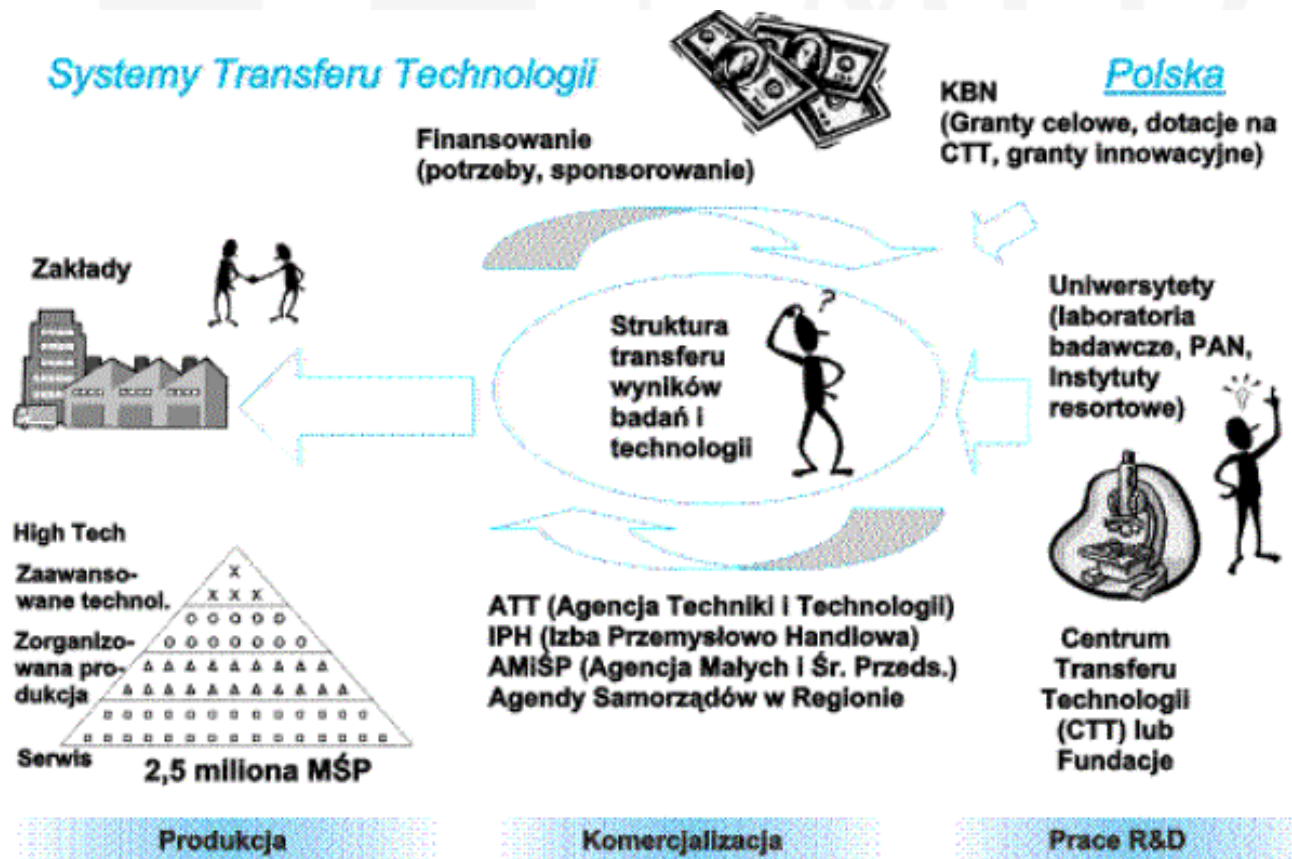 Systemy Transferu Technologii
Polska
KBN
(Granty celowe, dotacje na
CTT, granty innowacyjne)
Finansowanie
(potrzeby, sponsorowanie)
Zakłady
Struktura
transferu
wyników
badań i
technologii
?
Uniwersytety
(laboratoria
badawcze, PAN,
Instytuty
resortowe)
High Tech
Zaawanso-
wane technol.
Zorganizo-
wana pro-
dukcja
Serwis
2,5 miliona MŚP
ATT (Agencja Techniki i Technologii)
IPH (Izba Przemysłowo Handlowa)
AMiŚP (Agencja Małych i Śr. Przeds.)
Agendy Samorządów w Regionie
Centrum
Transferu
Technologii
(CTT) lub
Fundacje
Produkcja
Komercjalizacja
Prace R&D